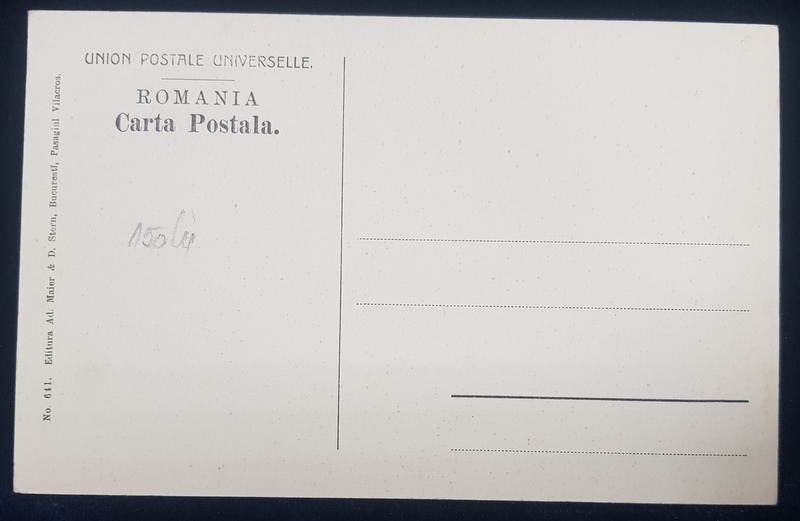 UNION POSTALE UNIVERSELLE.
ROMANIA
Carta Postala.
150 lei
No. 641. Editura Ad. Maier & D. Stern, Bucuresti, Pasagiul Vilacros.